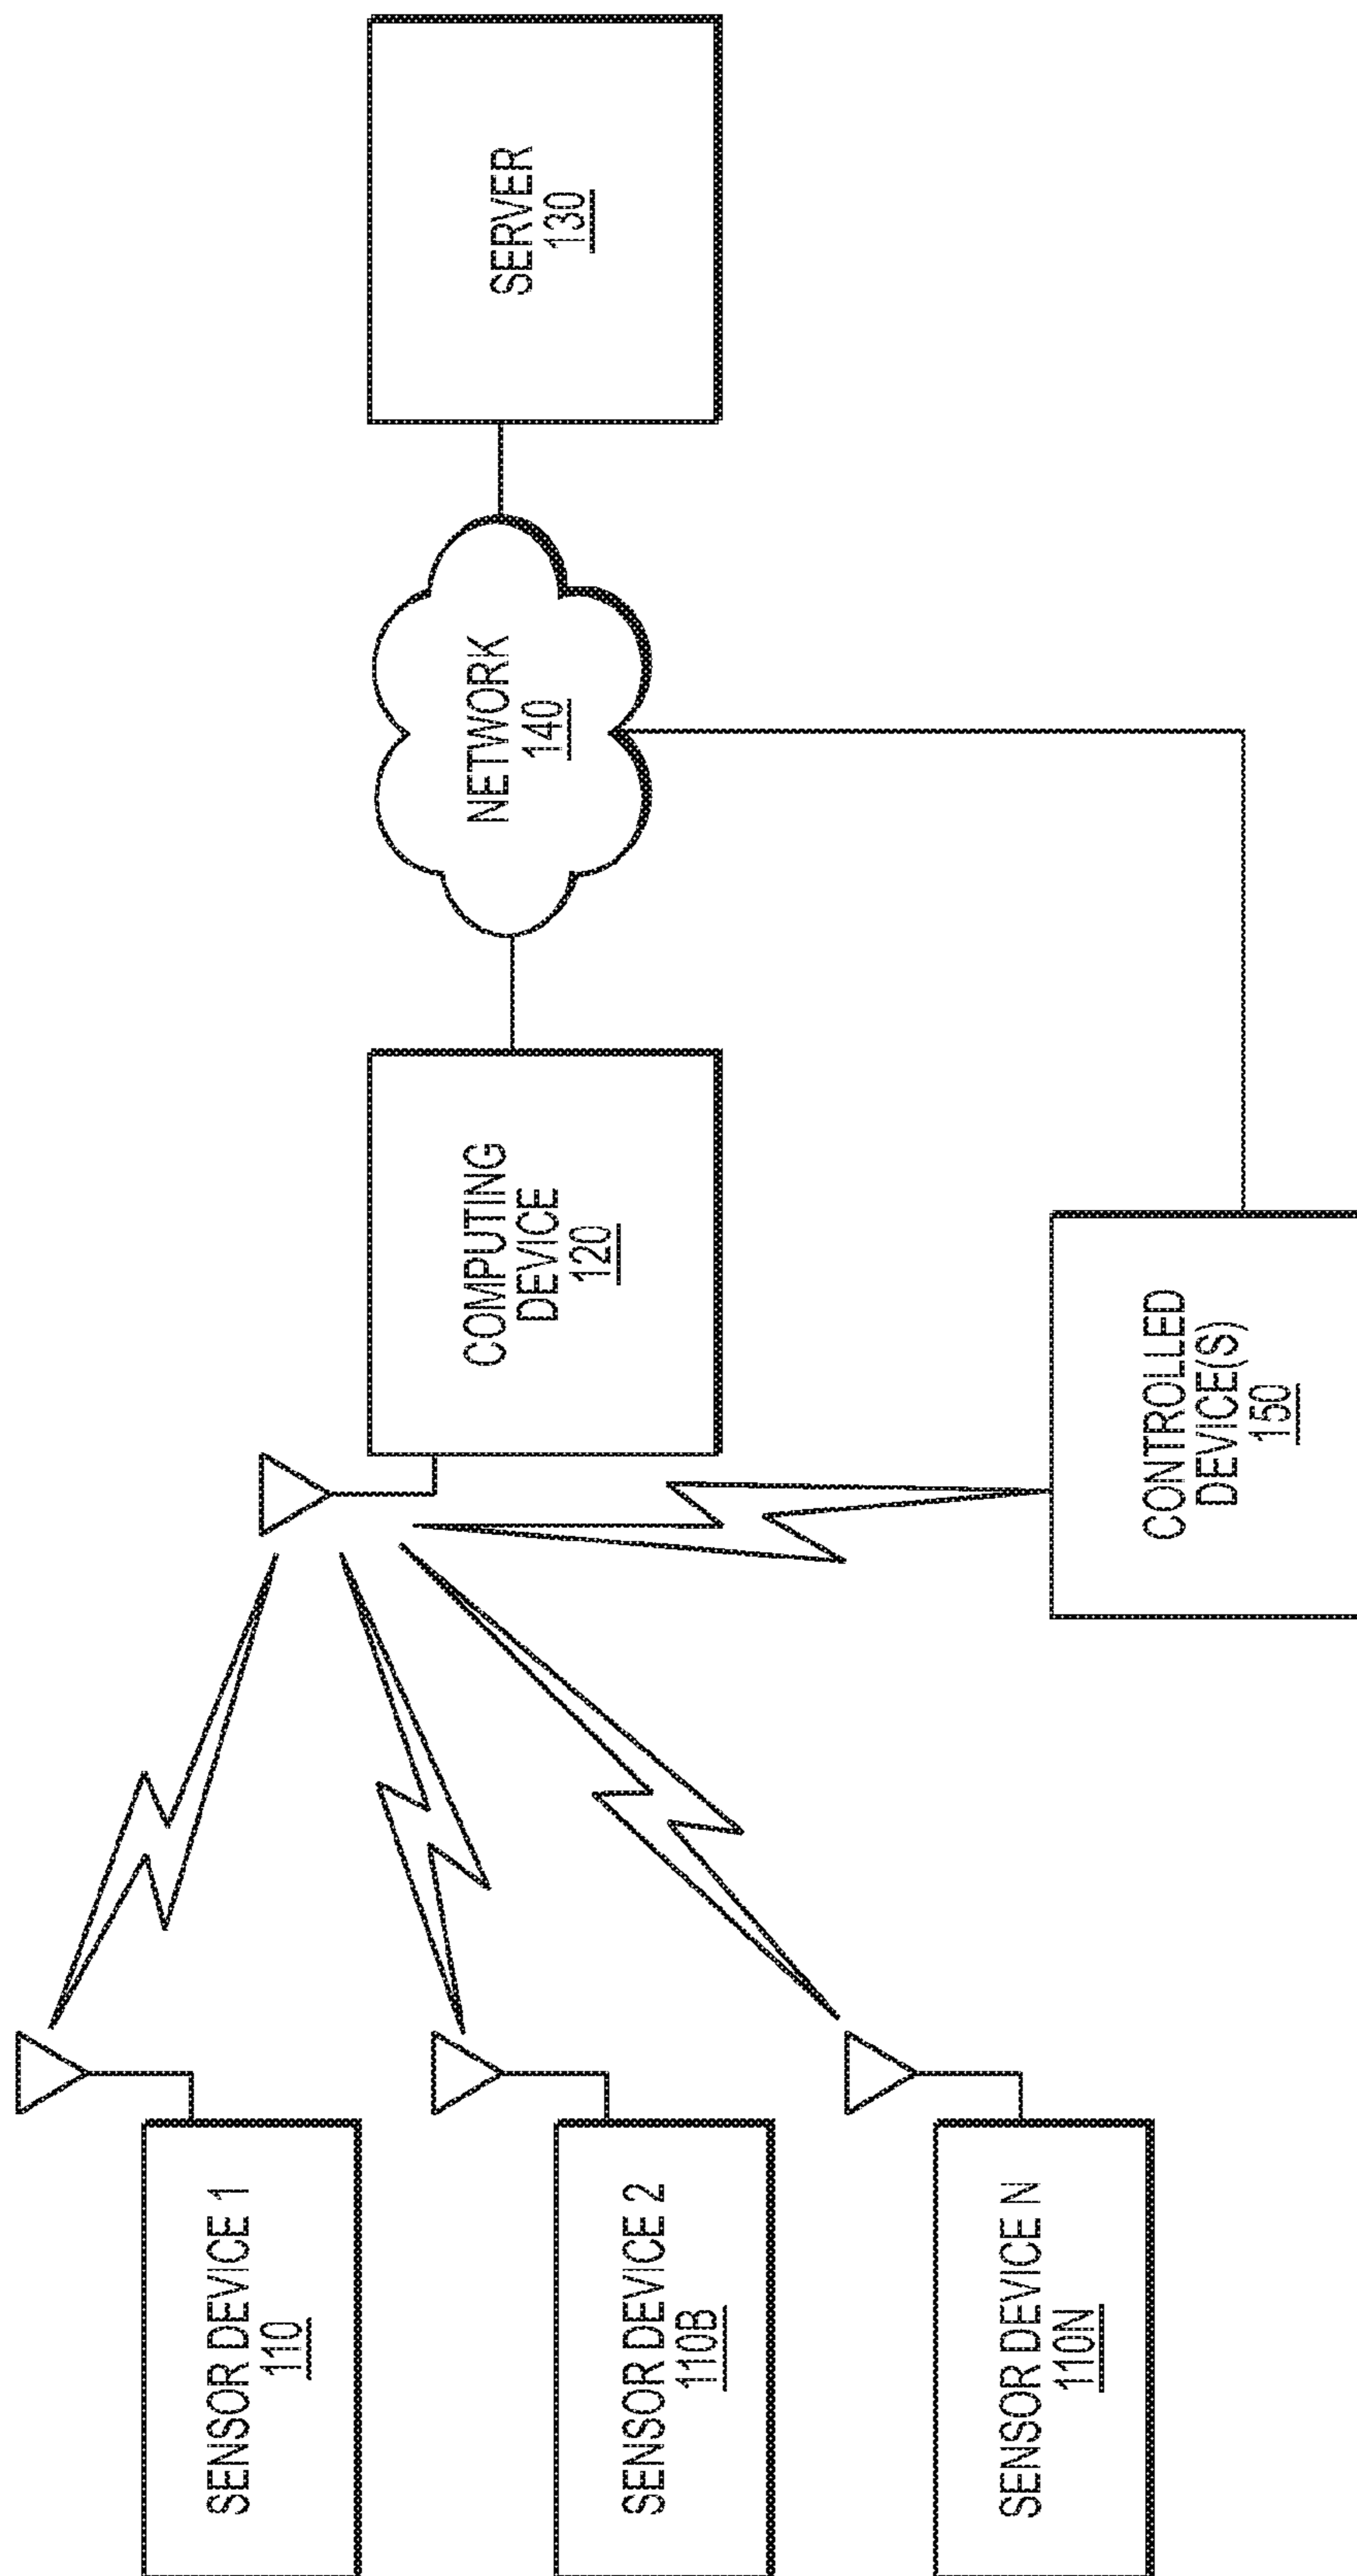 SENSOR DEVICE 1
110
SENSOR DEVICE 2
110B
SENSOR DEVICE N
110N
COMPUTING
DEVICE
120
NETWORK
140
SERVER
130
CONTROLLED
DEVICE(S)
150